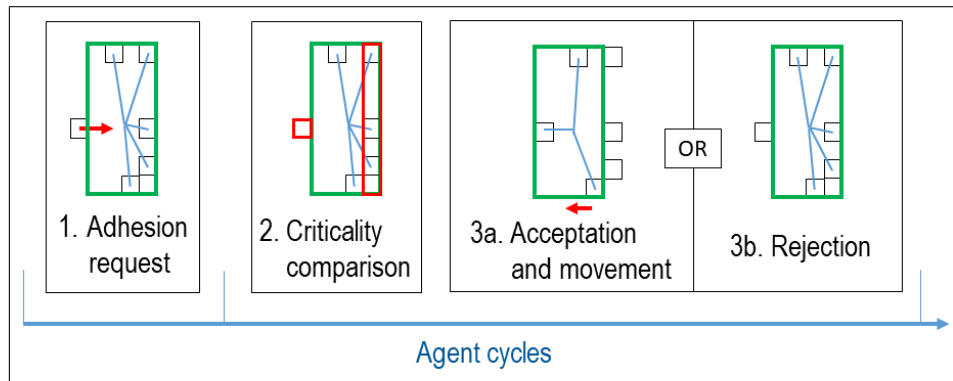 1. Adhesion
request
2. Criticality
comparison
3a. Acceptation
and movement
OR
3b. Rejection
Agent cycles